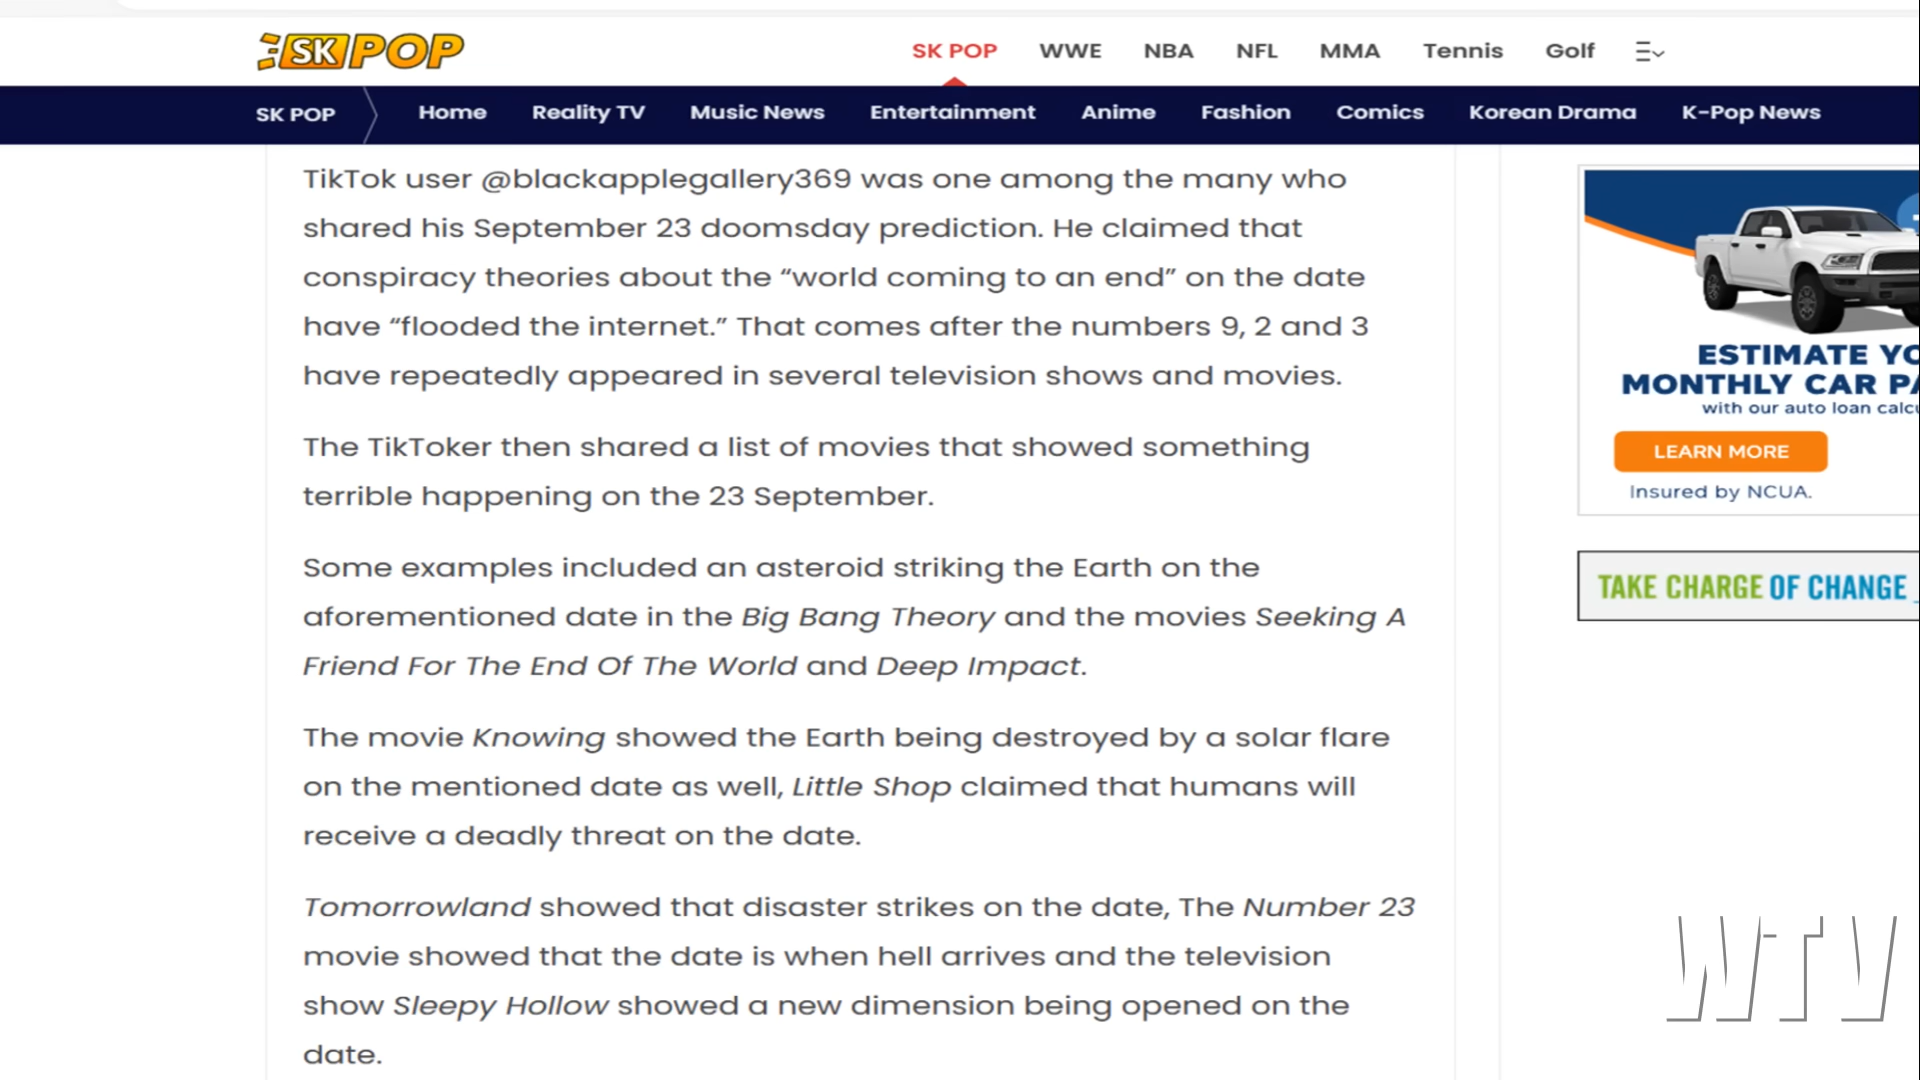 SK POP
SK POP WWE NBA NFL MMA Tennis Golf
SK POP Home Reality TV Music News Entertainment Anime Fashion Comics Korean Drama K-Pop News
TikTok user @blackapplegallery369 was one among the many who
shared his September 23 doomsday prediction. He claimed that
conspiracy theories about the “world coming to an end” on the date
have “flooded the internet.” That comes after the numbers 9, 2 and 3
have repeatedly appeared in several television shows and movies.
The TikToker then shared a list of movies that showed something
terrible happening on the 23 September.
Some examples included an asteroid striking the Earth on the
aforementioned date in the Big Bang Theory and the movies Seeking A
Friend For The End Of The World and Deep Impact.
The movie Knowing showed the Earth being destroyed by a solar flare
on the mentioned date as well, Little Shop claimed that humans will
receive a deadly threat on the date.
Tomorrowland showed that disaster strikes on the date, The Number 23
movie showed that the date is when hell arrives and the television
show Sleepy Hollow showed a new dimension being opened on the
date.
ESTIMATE YO
MONTHLY CAR PA
with our auto loan calcu
LEARN MORE
Insured by NCUA.
TAKE CHARGE OF CHANGE
WTV